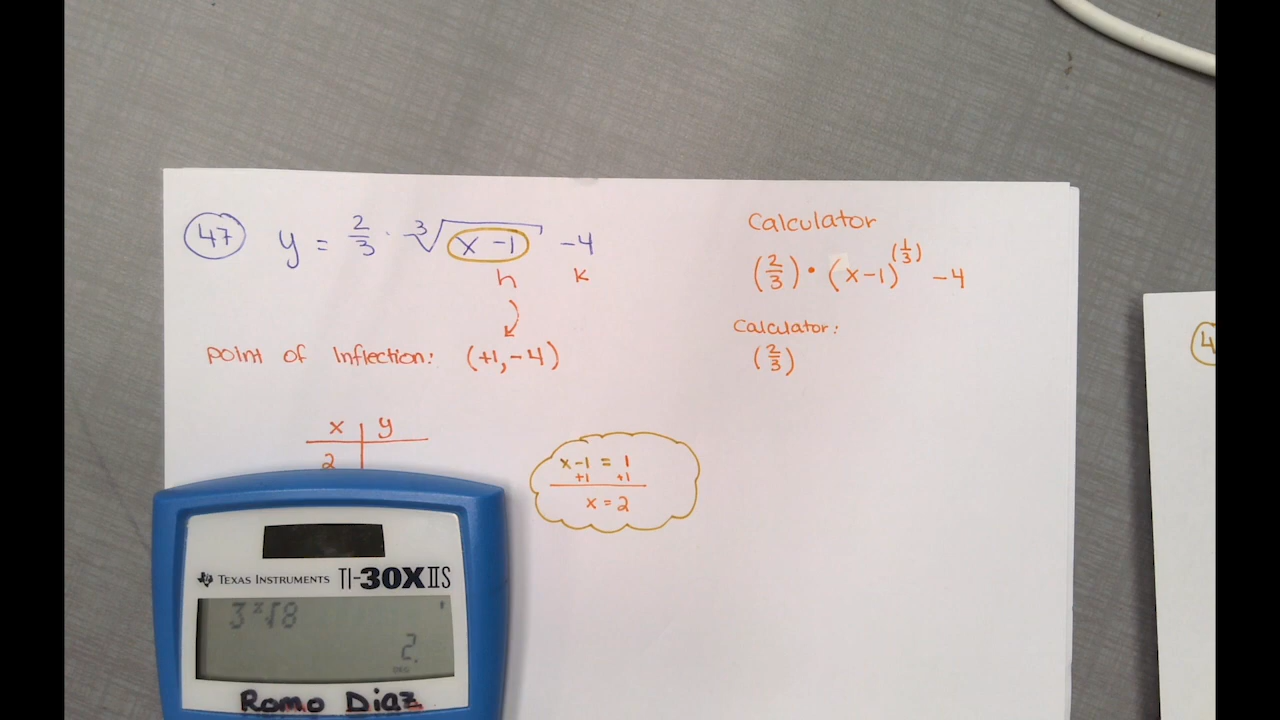 47 y = 2/3 · ∛(x - 1) - 4
h k
Point of Inflection: (+1, -4)
x y
2
Calculator
(2/3) • (x-1)^(1/3) - 4
Calculator:
(2/3)
x-1 = 1
+1 +1
x = 2
TEXAS INSTRUMENTS TI-30X IIS
3 ˣ√8
2.
DEG
Romo Diaz